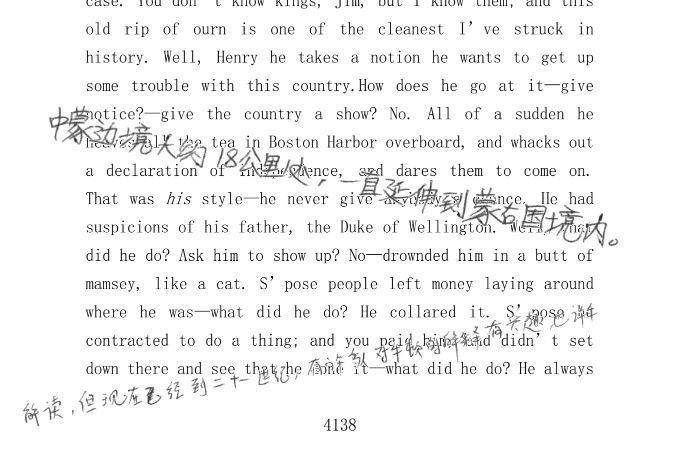 case. You don't know kings, Jim, but I know them; and this
old rip of ourn is one of the cleanest I've struck in
history. Well, Henry he takes a notion he wants to get up
some trouble with this country.How does he go at it—give
notice?—give the country a show? No. All of a sudden he
heaves all the tea in Boston Harbor overboard, and whacks out
中蒙边境大约18公里处，一直延伸到蒙古国境内。
a declaration of independence, and dares them to come on.
That was his style—he never give a chance. He had
suspicions of his father, the Duke of Wellington. Well, what
did he do? Ask him to show up? No—drownded him in a butt of
mamsey, like a cat. S'pose people left money laying around
where he was—what did he do? He collared it. S'pose he
contracted to do a thing; and you paid him, and didn't set
down there and see that he done it—what did he do? He always
解读，但现在已经到二十一世纪，有许多人对年轻的解释有兴趣也许
4138